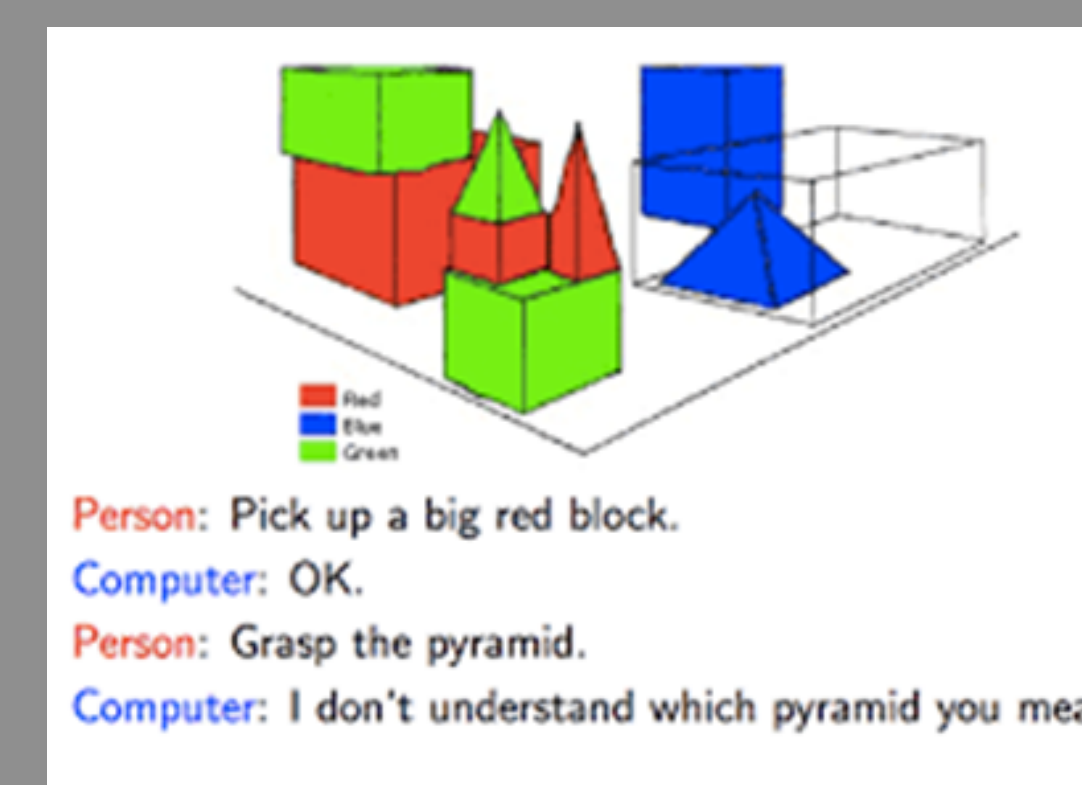 Red
Blue
Green
Person: Pick up a big red block.
Computer: OK.
Person: Grasp the pyramid.
Computer: I don't understand which pyramid you